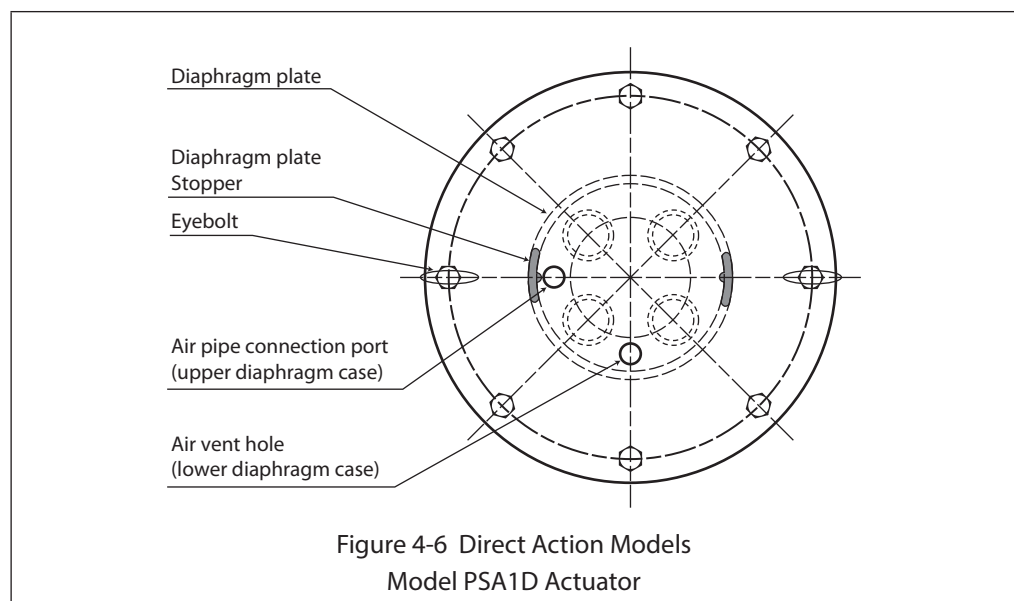 Diaphragm plate
Diaphragm plate
Stopper
Eyebolt
Air pipe connection port
(upper diaphragm case)
Air vent hole
(lower diaphragm case)
Figure 4-6 Direct Action Models
Model PSA1D Actuator